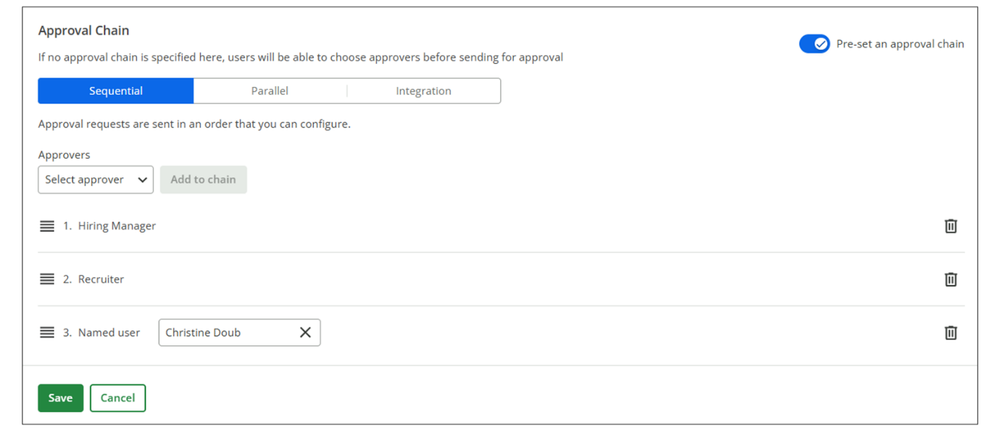 Approval Chain
Pre-set an approval chain
If no approval chain is specified here, users will be able to choose approvers before sending for approval
Sequential Parallel Integration
Approval requests are sent in an order that you can configure.
Approvers
Select approver Add to chain
1. Hiring Manager
2. Recruiter
3. Named user Christine Doub
Save Cancel